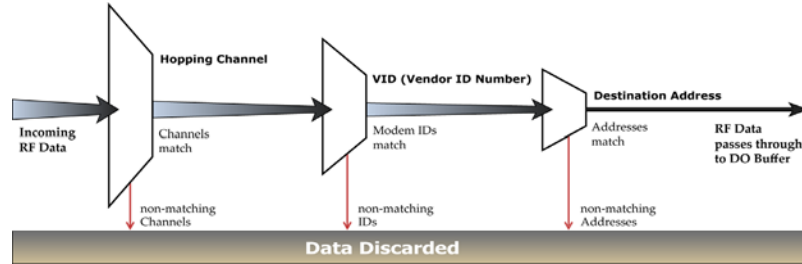 Hopping Channel
VID (Vendor ID Number)
Destination Address
Incoming
RF Data
Channels
match
Modem IDs
match
Addresses
match
RF Data
passes through
to DO Buffer
non-matching
Channels
non-matching
IDs
non-matching
Addresses
Data Discarded